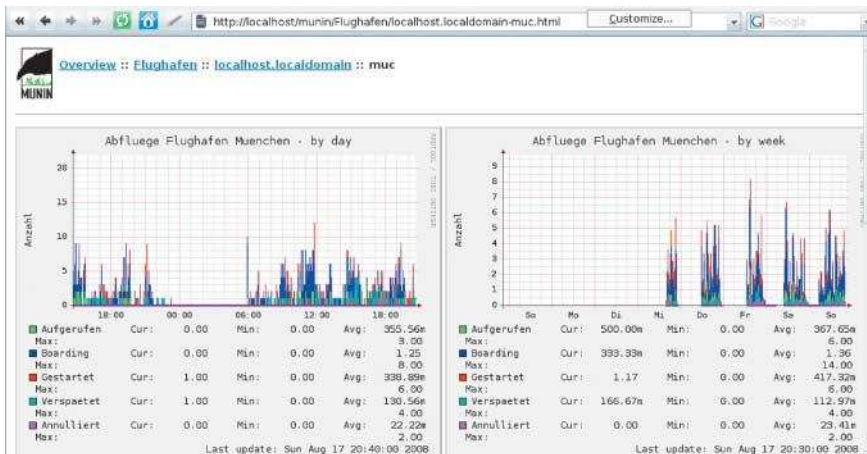 http://localhost/munin/Flughafen/localhost.localdomain-muc.html
Customize...
Google
MUNIN
Overview :: Flughafen :: localhost.localdomain :: muc
Abfluege Flughafen Muenchen - by day
Anzahl
20
15
10
5
0
18:00 00:00 06:00 12:00 18:00
Aufgerufen Cur: 0.00 Min: 0.00 Avg: 355.56m
Max: 3.00
Boarding Cur: 0.00 Min: 0.00 Avg: 1.25
Max: 8.00
Gestartet Cur: 1.00 Min: 0.00 Avg: 338.89m
Max: 6.00
Verspaetet Cur: 1.00 Min: 0.00 Avg: 130.56m
Max: 4.00
Annulliert Cur: 0.00 Min: 0.00 Avg: 22.22m
Max: 2.00
Last update: Sun Aug 17 20:40:00 2008
Abfluege Flughafen Muenchen - by week
Anzahl
9
8
7
6
5
4
3
2
1
0
So Mo Di Mi Do Fr Sa So
Aufgerufen Cur: 500.00m Min: 0.00 Avg: 367.65m
Max: 6.00
Boarding Cur: 333.33m Min: 0.00 Avg: 1.36
Max: 14.00
Gestartet Cur: 1.17 Min: 0.00 Avg: 417.32m
Max: 6.00
Verspaetet Cur: 166.67m Min: 0.00 Avg: 112.97m
Max: 4.00
Annulliert Cur: 0.00 Min: 0.00 Avg: 23.41m
Max: 2.00
Last update: Sun Aug 17 20:30:00 2008